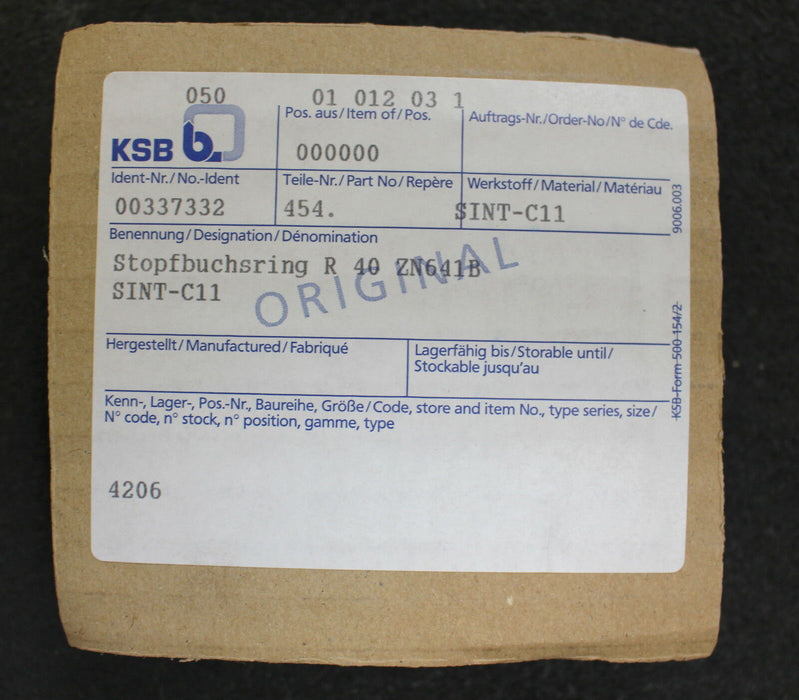 050 01 012 03 1
KSB b.
Pos. aus/Item of/Pos.
000000
Auftrags-Nr./Order-No/N° de Cde.
Ident-Nr./No.-Ident
00337332
Teile-Nr./Part No/Repère
454.
Werkstoff/Material/Matériau
SINT-C11
Benennung/Designation/Dénomination
Stopfbuchsring R 40 ZN641B
SINT-C11
ORIGINAL
Hergestellt/Manufactured/Fabriqué
Lagerfähig bis/Storable until/
Stockable jusqu'au
Kenn-, Lager-, Pos.-Nr., Baureihe, Größe/Code, store and item No., type series, size/
N° code, n° stock, n° position, gamme, type
4206
9006.003
KSB-Form-500-154/2